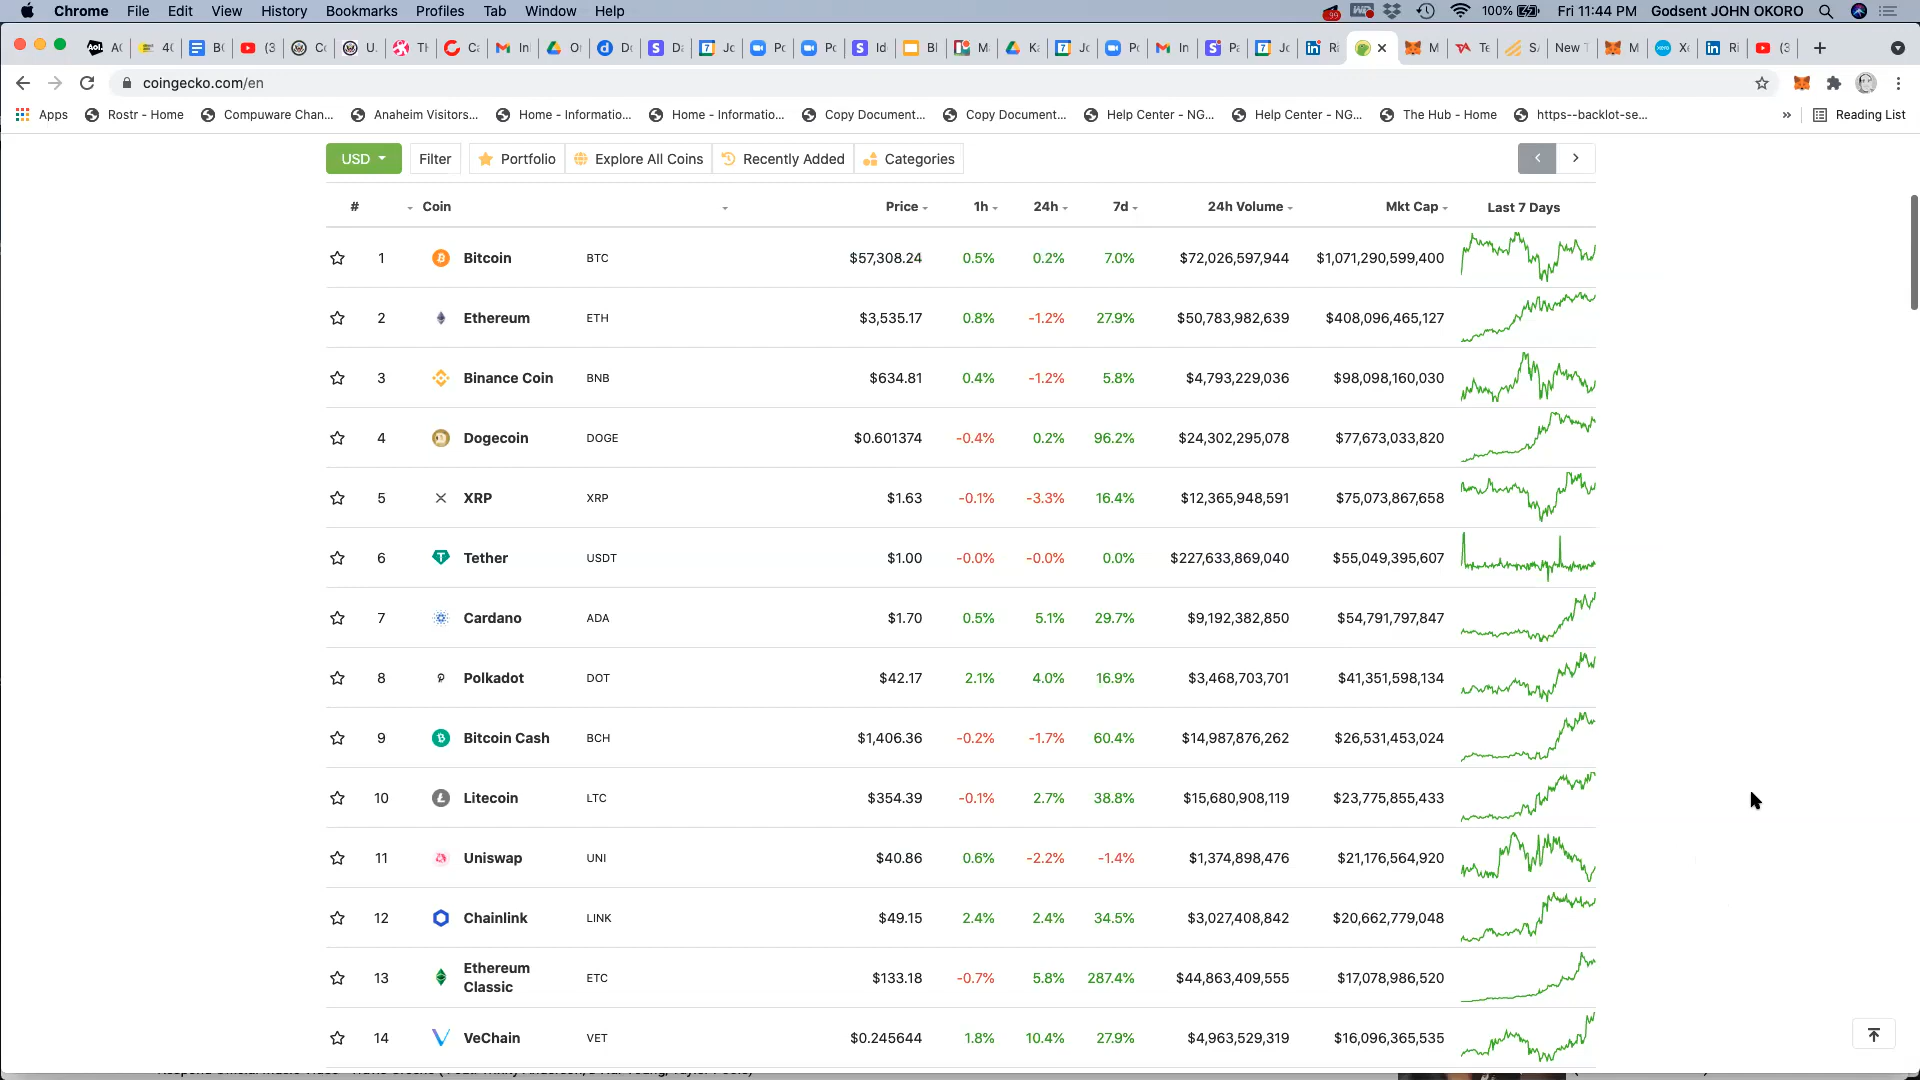 Chrome File Edit View History Bookmarks Profiles Tab Window Help 99 100% Fri 11:44 PM Godsent JOHN OKORO
coingecko.com/en
Apps Rostr - Home Compuware Chan... Anaheim Visitors... Home - Informatio... Home - Informatio... Copy Document... Copy Document... Help Center - NG... Help Center - NG... The Hub - Home https--backlot-se... » Reading List
USD Filter Portfolio Explore All Coins Recently Added Categories
# Coin Price 1h 24h 7d 24h Volume Mkt Cap Last 7 Days
1 Bitcoin BTC $57,308.24 0.5% 0.2% 7.0% $72,026,597,944 $1,071,290,599,400
2 Ethereum ETH $3,535.17 0.8% -1.2% 27.9% $50,783,982,639 $408,096,465,127
3 Binance Coin BNB $634.81 0.4% -1.2% 5.8% $4,793,229,036 $98,098,160,030
4 Dogecoin DOGE $0.601374 -0.4% 0.2% 96.2% $24,302,295,078 $77,673,033,820
5 XRP XRP $1.63 -0.1% -3.3% 16.4% $12,365,948,591 $75,073,867,658
6 Tether USDT $1.00 -0.0% -0.0% 0.0% $227,633,869,040 $55,049,395,607
7 Cardano ADA $1.70 0.5% 5.1% 29.7% $9,192,382,850 $54,791,797,847
8 Polkadot DOT $42.17 2.1% 4.0% 16.9% $3,468,703,701 $41,351,598,134
9 Bitcoin Cash BCH $1,406.36 -0.2% -1.7% 60.4% $14,987,876,262 $26,531,453,024
10 Litecoin LTC $354.39 -0.1% 2.7% 38.8% $15,680,908,119 $23,775,855,433
11 Uniswap UNI $40.86 0.6% -2.2% -1.4% $1,374,898,476 $21,176,564,920
12 Chainlink LINK $49.15 2.4% 2.4% 34.5% $3,027,408,842 $20,662,779,048
13 Ethereum
Classic ETC $133.18 -0.7% 5.8% 287.4% $44,863,409,555 $17,078,986,520
14 VeChain VET $0.245644 1.8% 10.4% 27.9% $4,963,529,319 $16,096,365,535